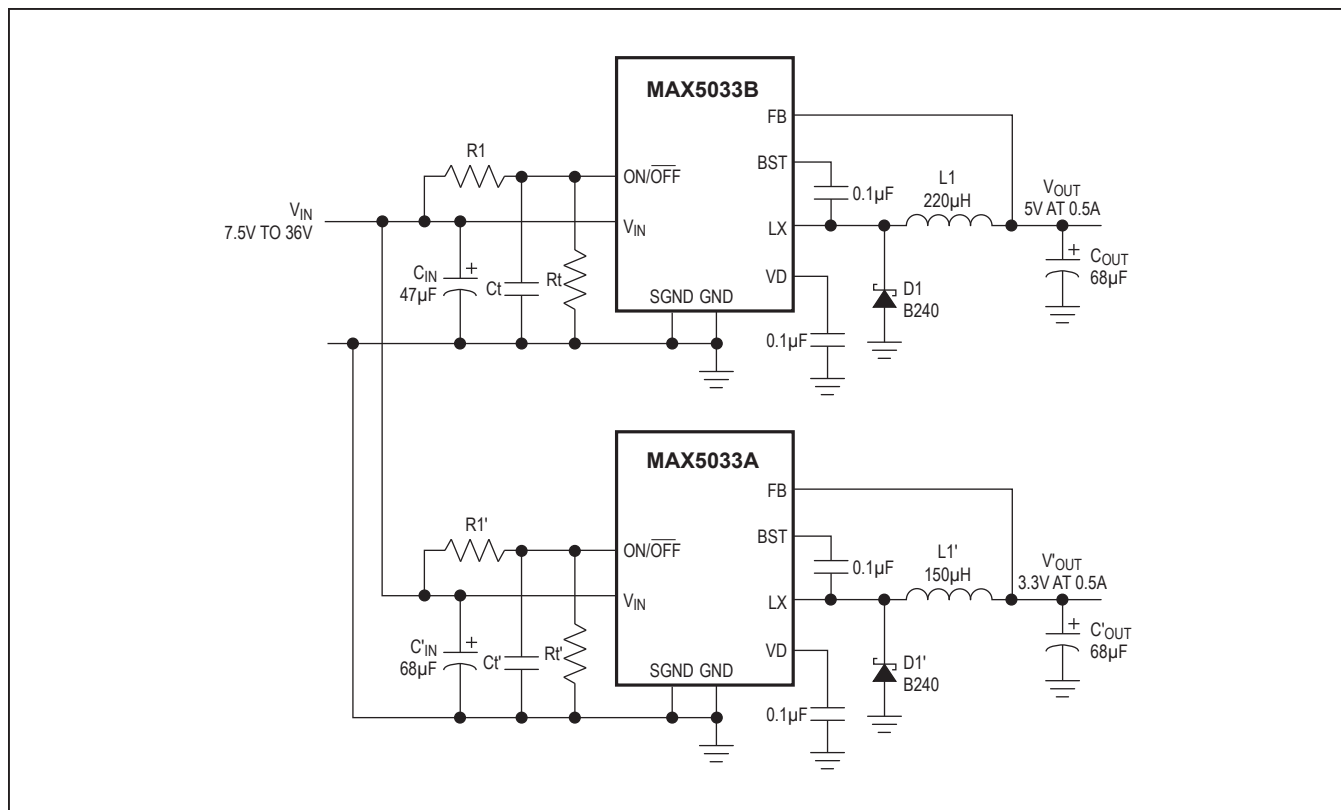 MAX5033B
FB
R1
BST
ON/OFF
0.1µF
L1
220µH
VOUT
5V AT 0.5A
VIN
7.5V TO 36V
VIN
LX
CIN
47µF
Ct
Rt
VD
COUT
68µF
SGND GND
D1
B240
0.1µF
MAX5033A
FB
R1'
BST
ON/OFF
0.1µF
L1'
150µH
V'OUT
3.3V AT 0.5A
VIN
LX
C'IN
68µF
Ct'
Rt'
VD
C'OUT
68µF
SGND GND
D1'
B240
0.1µF